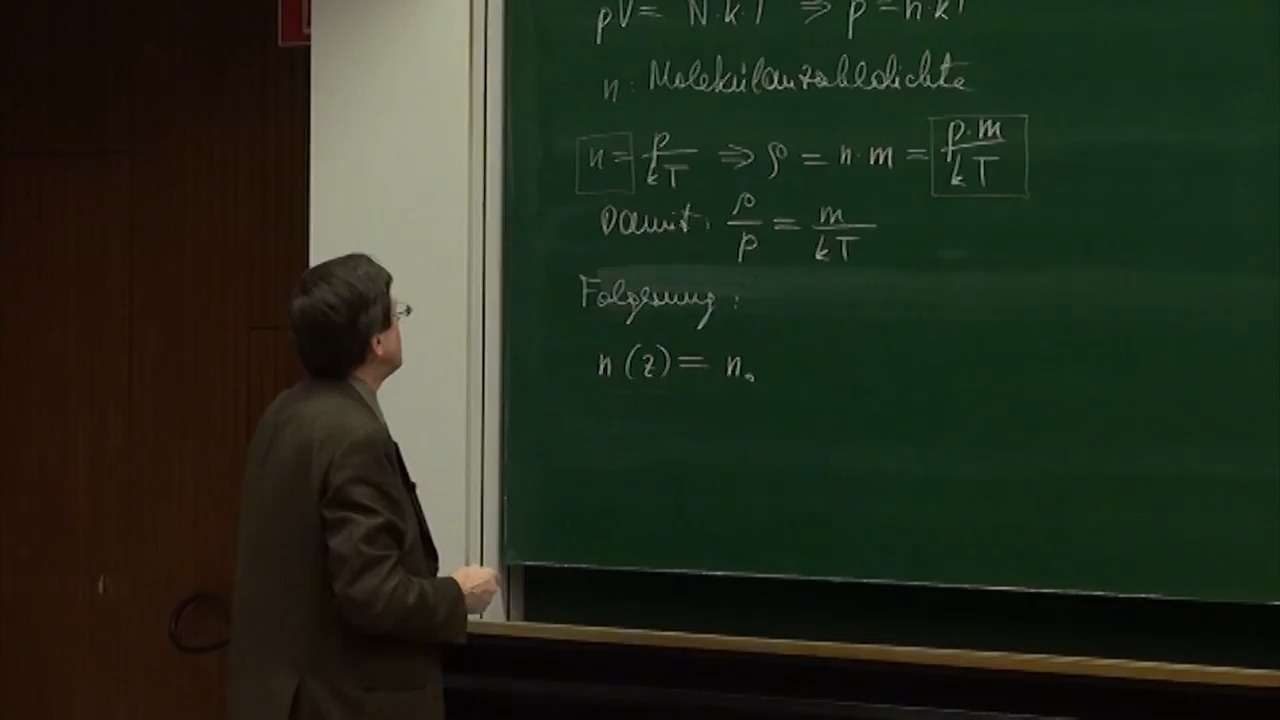 pV = N·k·T ⇒ p = n·kT
n: Molekülanzahldichte
n = p/kT ⇒ ρ = n·m = p·m/kT
Damit: ρ/p = m/kT
Folgerung:
n(z) = n₀